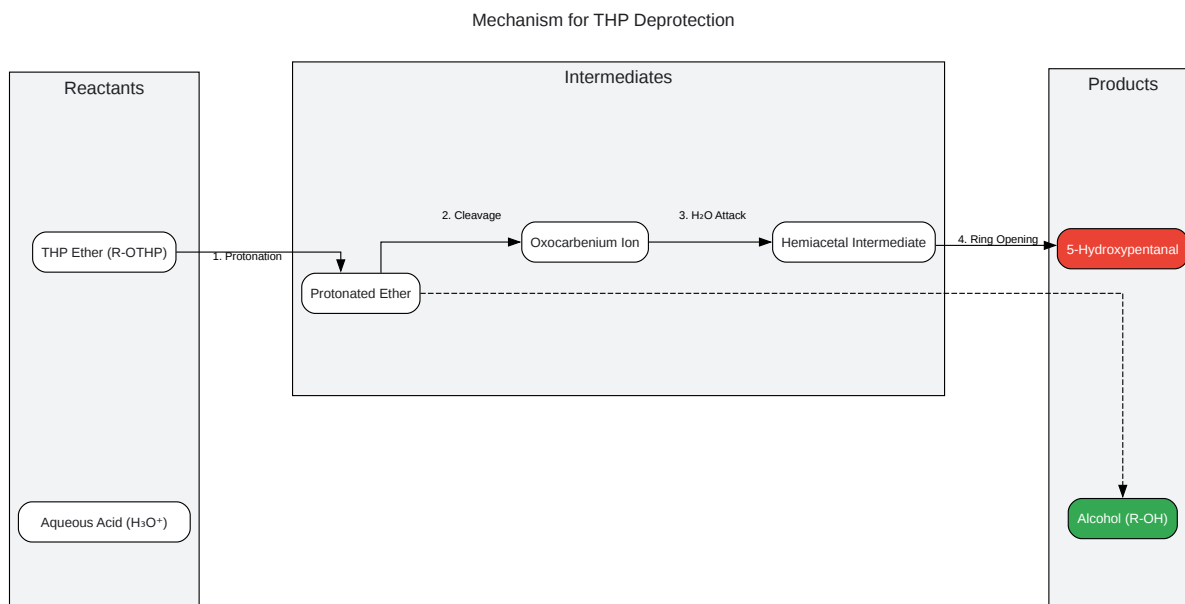 Mechanism for THP Deprotection
Reactants
Intermediates
Products
THP Ether (R-OTHP)
1. Protonation
Protonated Ether
2. Cleavage
Oxocarbenium Ion
3. H₂O Attack
Hemiacetal Intermediate
4. Ring Opening
5-Hydroxypentanal
Aqueous Acid (H₃O⁺)
Alcohol (R-OH)